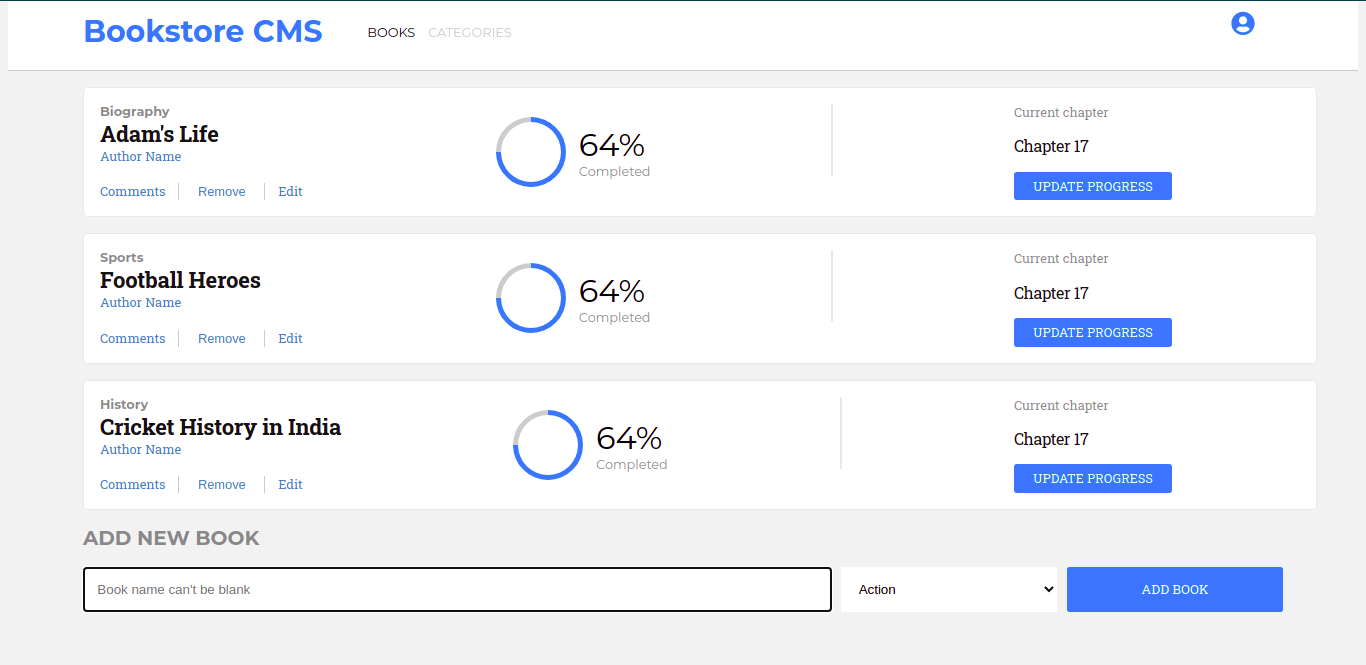 Bookstore CMS BOOKS CATEGORIES
Biography
Adam's Life
Author Name
Comments Remove Edit
64%
Completed
Current chapter
Chapter 17
UPDATE PROGRESS
Sports
Football Heroes
Author Name
Comments Remove Edit
64%
Completed
Current chapter
Chapter 17
UPDATE PROGRESS
History
Cricket History in India
Author Name
Comments Remove Edit
64%
Completed
Current chapter
Chapter 17
UPDATE PROGRESS
ADD NEW BOOK
Book name can't be blank Action ADD BOOK